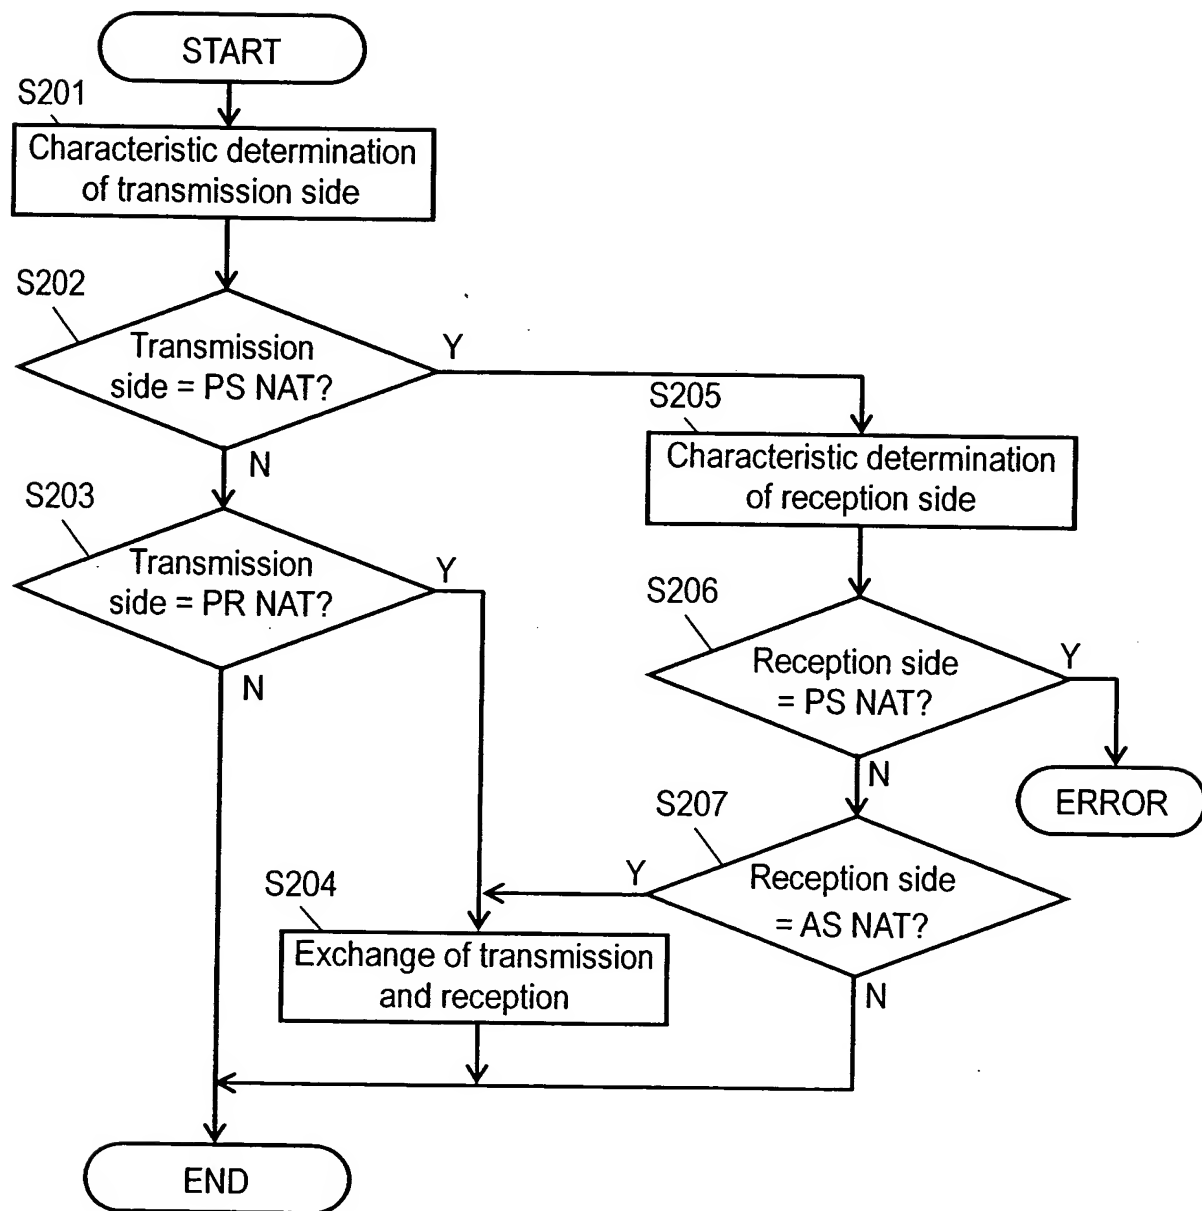 START
S201
Characteristic determination
of transmission side
S202
Transmission
side = PS NAT?
Y
N
S203
Transmission
side = PR NAT?
Y
N
S205
Characteristic determination
of reception side
S206
Reception side
= PS NAT?
Y
N
ERROR
S207
Reception side
= AS NAT?
Y
N
S204
Exchange of transmission
and reception
END